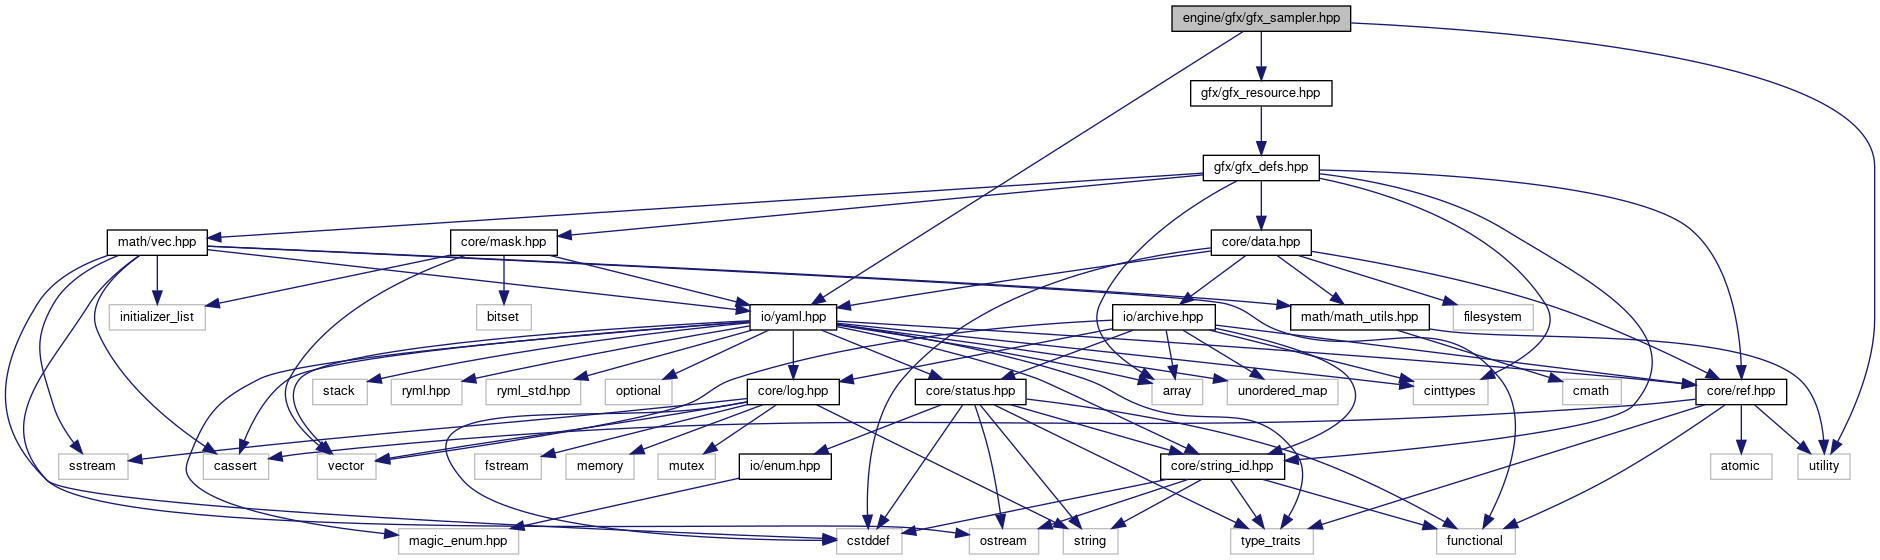 engine/gfx/gfx_sampler.hpp
gfx/gfx_resource.hpp
gfx/gfx_defs.hpp
math/vec.hpp
core/mask.hpp
core/data.hpp
initializer_list
bitset
io/yaml.hpp
io/archive.hpp
math/math_utils.hpp
filesystem
stack
ryml.hpp
ryml_std.hpp
optional
core/log.hpp
core/status.hpp
array
unordered_map
cinttypes
cmath
core/ref.hpp
sstream
cassert
vector
fstream
memory
mutex
io/enum.hpp
core/string_id.hpp
atomic
utility
magic_enum.hpp
cstddef
ostream
string
type_traits
functional